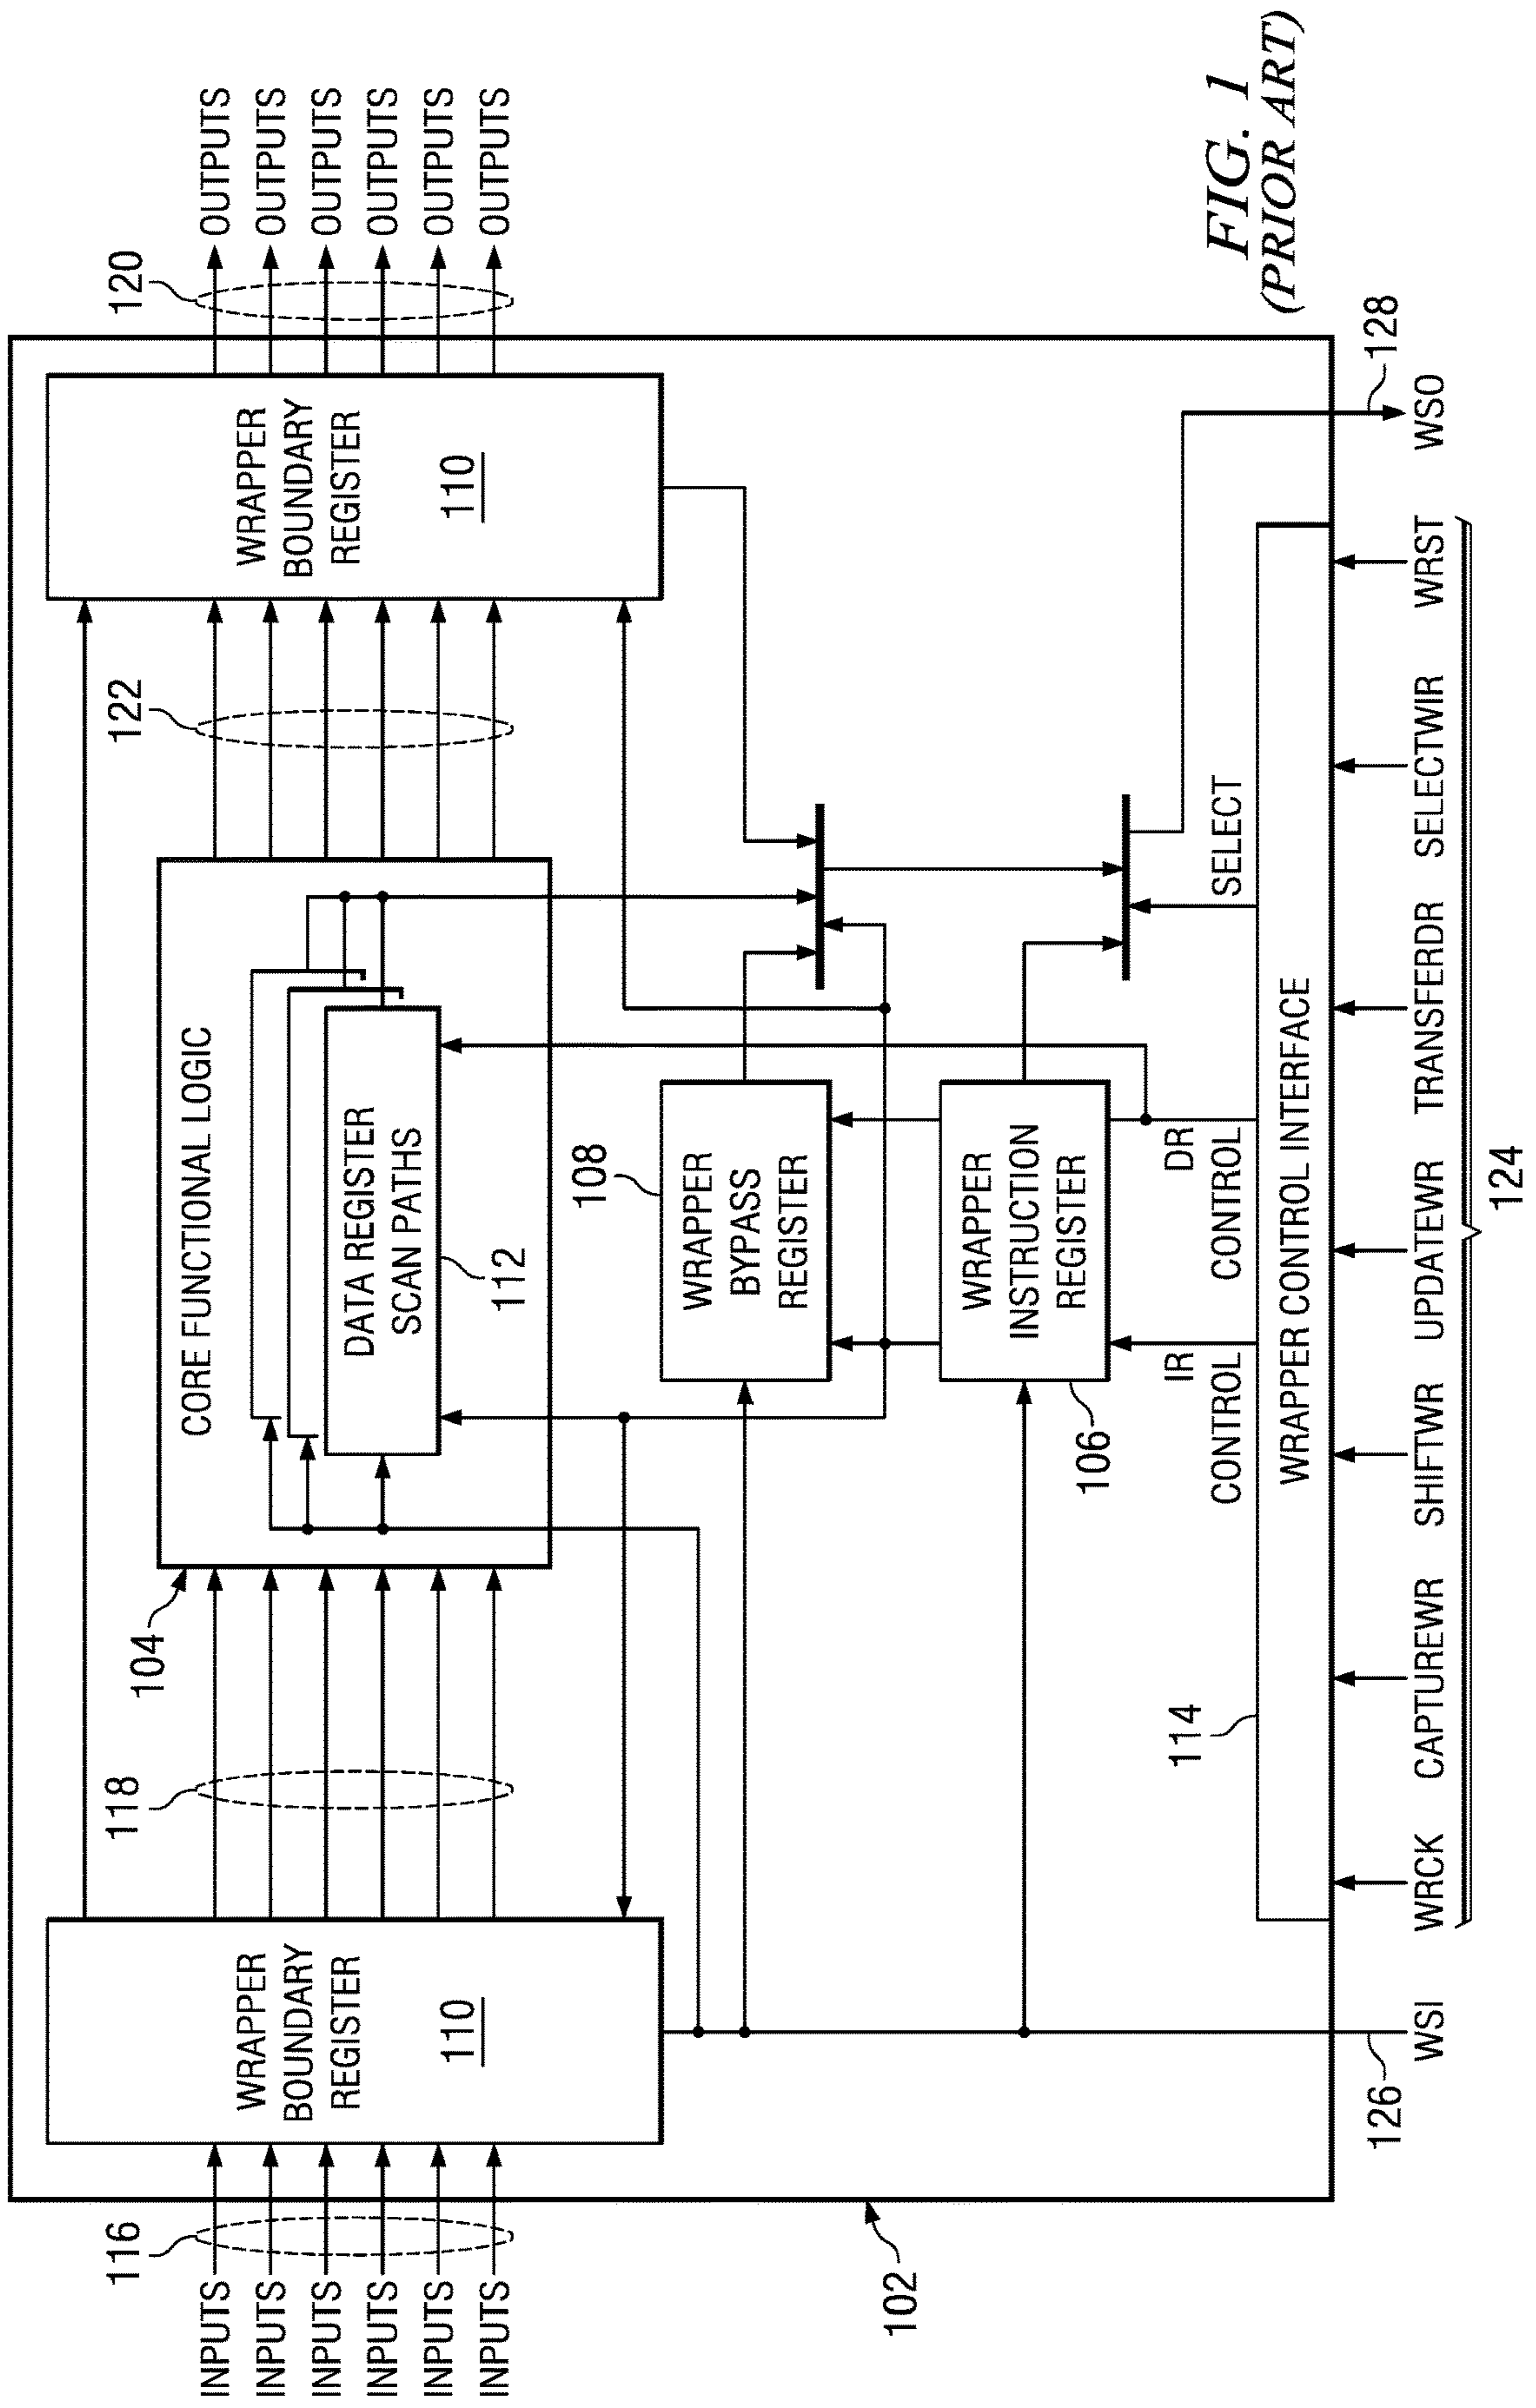 116
118
104
122
120
INPUTS
INPUTS
INPUTS
INPUTS
INPUTS
INPUTS
WRAPPER
BOUNDARY
REGISTER
110
CORE FUNCTIONAL LOGIC
DATA REGISTER
SCAN PATHS
112
WRAPPER
BOUNDARY
REGISTER
110
OUTPUTS
OUTPUTS
OUTPUTS
OUTPUTS
OUTPUTS
OUTPUTS
108
WRAPPER
BYPASS
REGISTER
102
WRAPPER
INSTRUCTION
REGISTER
106
IR
CONTROL
DR
CONTROL
SELECT
114
WRAPPER CONTROL INTERFACE
126
128
WSI
WRCK
CAPTUREWR
SHIFTWR
UPDATEWR
TRANSFERDR
SELECTWIR
WRST
WSO
124
FIG. 1
(PRIOR ART)